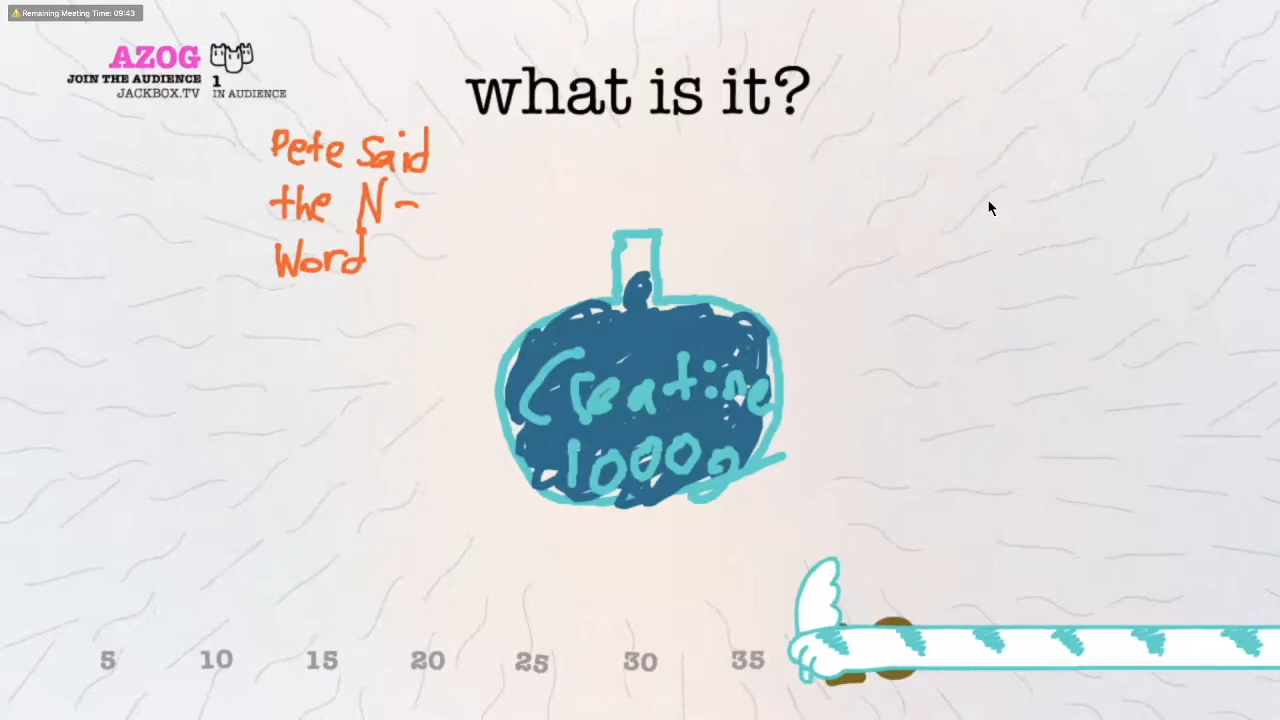 Remaining Meeting Time: 09:43
AZOG
JOIN THE AUDIENCE
JACKBOX.TV
1
IN AUDIENCE
what is it?
Pete Said
the N-
Word
Creatine
1000g
5 10 15 20 25 30 35